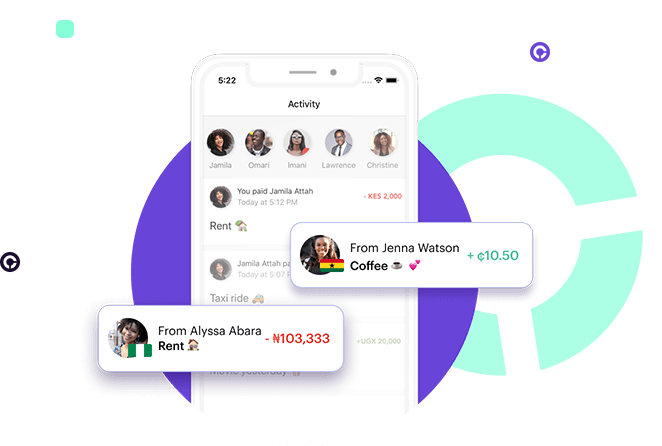 5:22
Activity
Jamila
Omari
Imani
Lawrence
Christine
You paid Jamila Attah
Today at 5:12 PM
- KES 2,000
Rent
From Jenna Watson
Coffee
+ ₵10.50
Jamila Attah pa
Today at 5:07 P
Taxi ride
From Alyssa Abara
Rent
- ₦103,333
+UGX 20,000
Movie yesterday